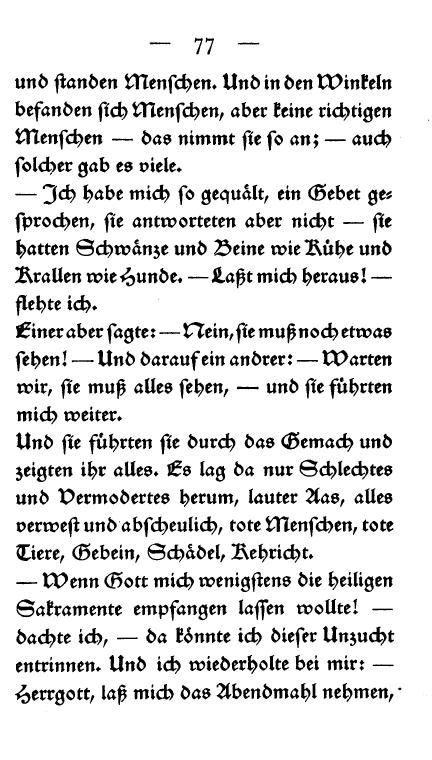 — 77 —
und standen Menschen. Und in den Winkeln
befanden sich Menschen, aber keine richtigen
Menschen — das nimmt sie so an; — auch
solcher gab es viele.
— Ich habe mich so gequält, ein Gebet ge-
sprochen, sie antworteten aber nicht — sie
hatten Schwänze und Beine wie Kühe und
Krallen wie Hunde. — Laßt mich heraus! —
flehte ich.
Einer aber sagte: — Nein, sie muß noch etwas
sehen! — Und darauf ein andrer: — Warten
wir, sie muß alles sehen, — und sie führten
mich weiter.
Und sie führten sie durch das Gemach und
zeigten ihr alles. Es lag da nur Schlechtes
und Vermodertes herum, lauter Aas, alles
verwest und abscheulich, tote Menschen, tote
Tiere, Gebein, Schädel, Kehricht.
— Wenn Gott mich wenigstens die heiligen
Sakramente empfangen lassen wollte! —
dachte ich, — da könnte ich dieser Unzucht
entrinnen. Und ich wiederholte bei mir: —
Herrgott, laß mich das Abendmahl nehmen,